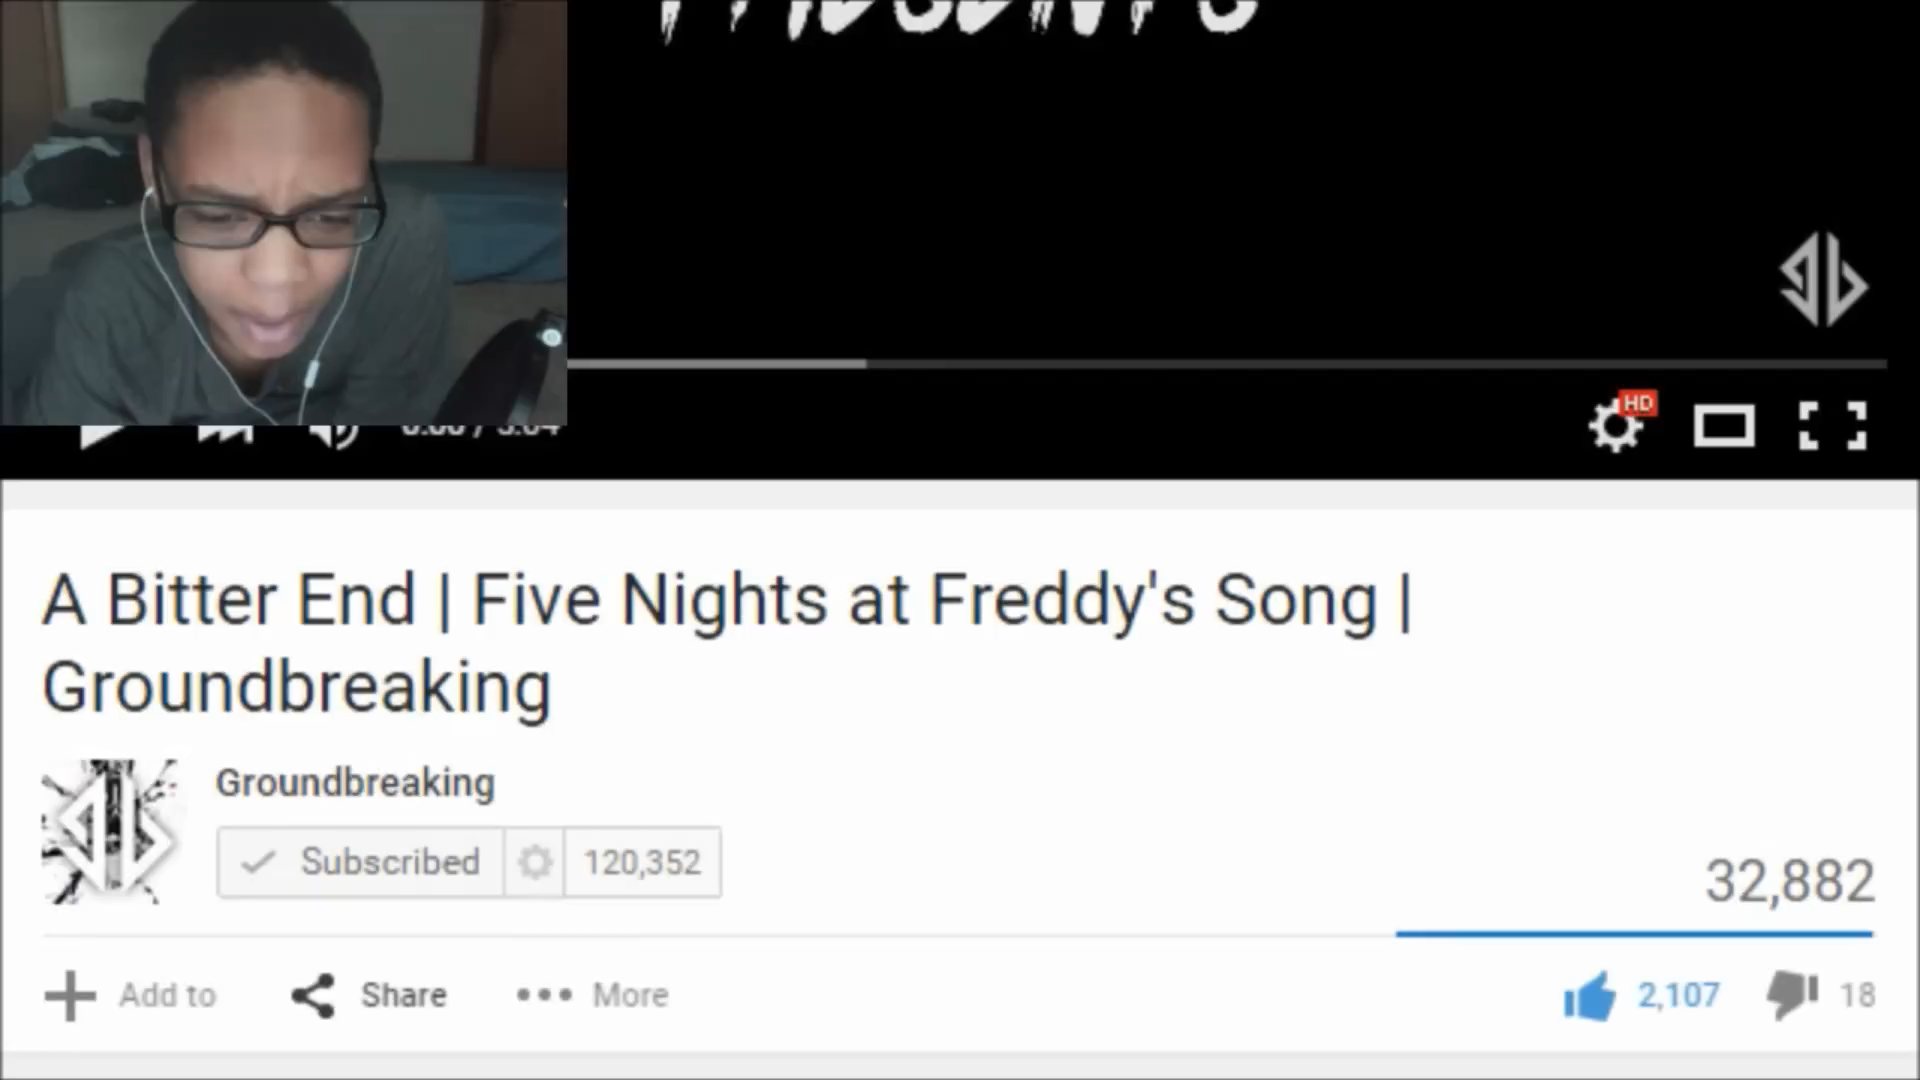 HD
A Bitter End | Five Nights at Freddy's Song |
Groundbreaking
Groundbreaking
Subscribed 120,352
32,882
Add to Share More 2,107 18